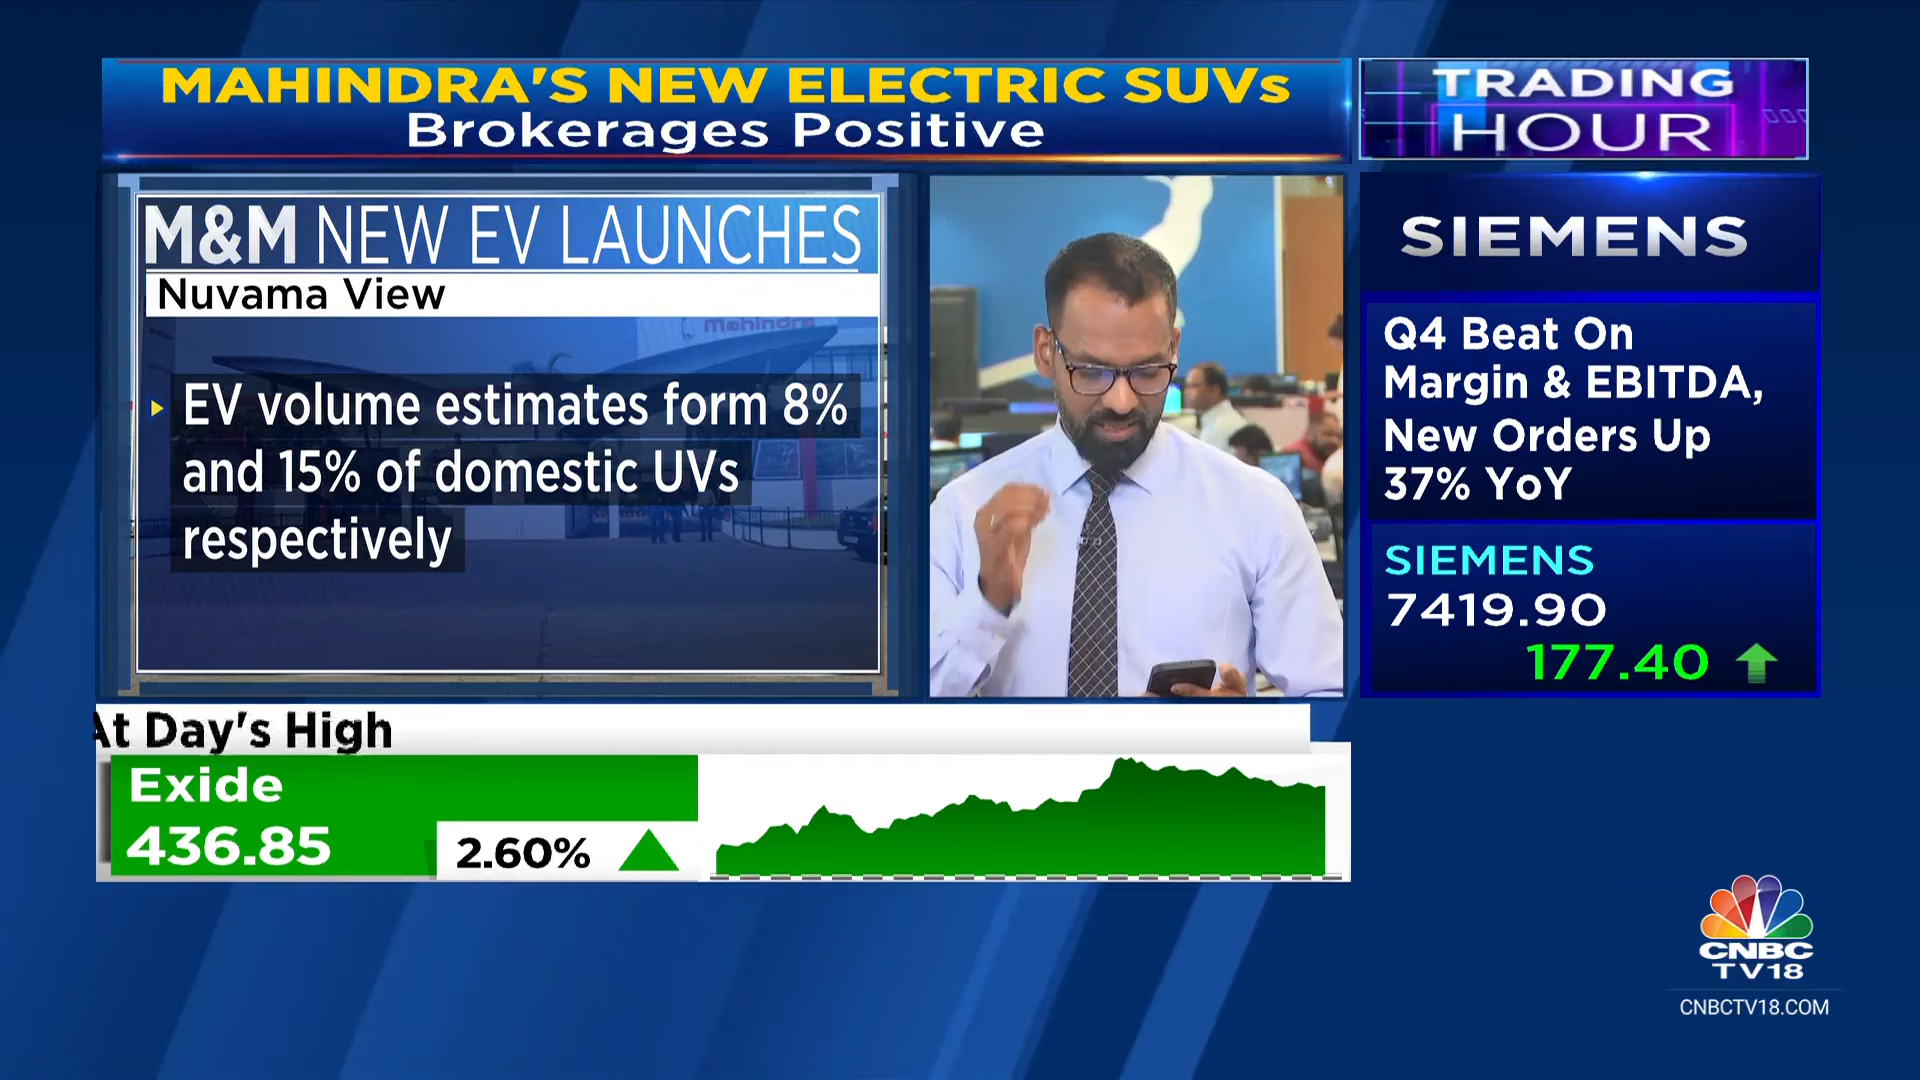 MAHINDRA'S NEW ELECTRIC SUVs
Brokerages Positive
TRADING
HOUR
M&M NEW EV LAUNCHES
Nuvama View
Mahindra
EV volume estimates form 8%
and 15% of domestic UVs
respectively
SIEMENS
Q4 Beat On
Margin & EBITDA,
New Orders Up
37% YoY
SIEMENS
7419.90
177.40
At Day's High
Exide
436.85
2.60%
CNBC
TV18
CNBCTV18.COM